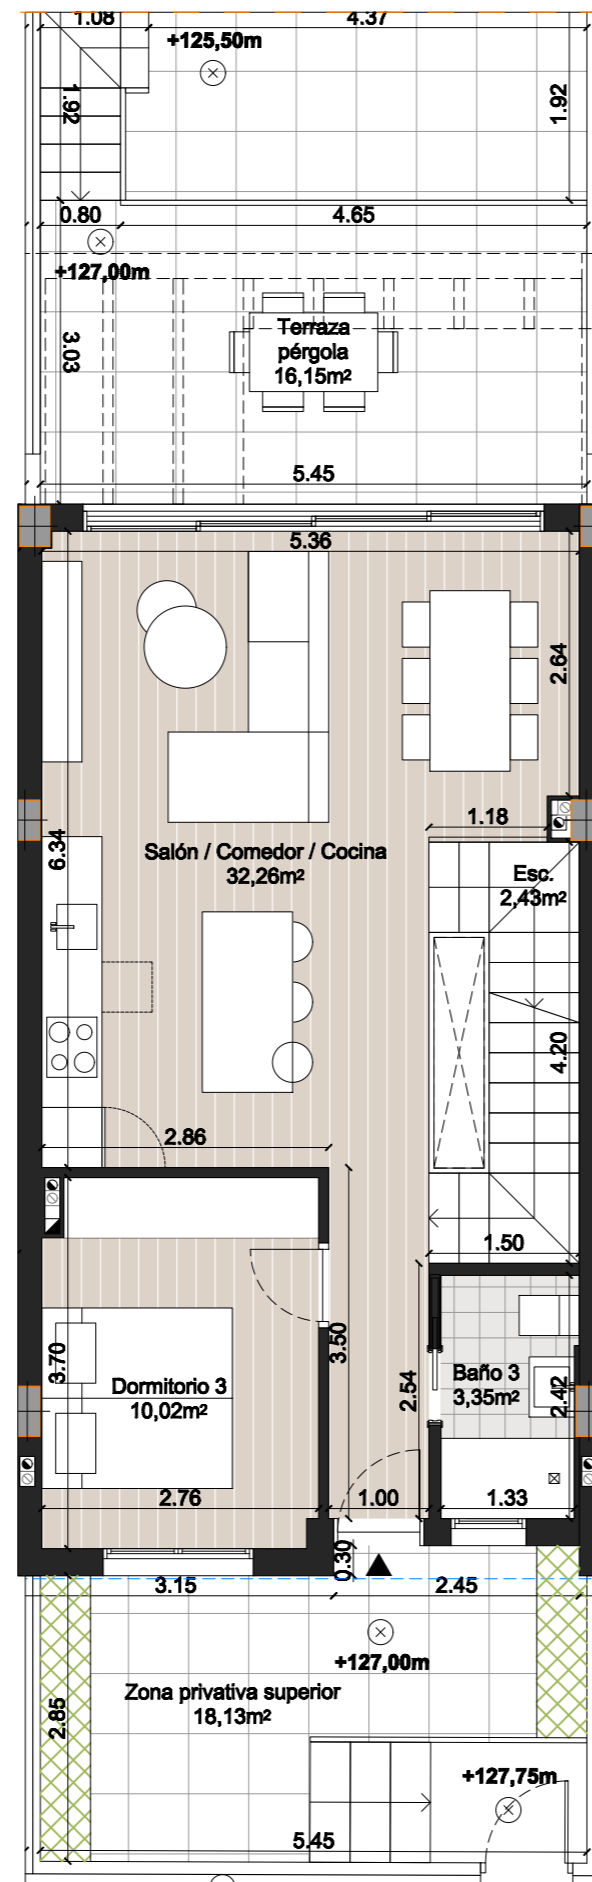 1.08
4.37
+125,50m
1.92
1.92
0.80
4.65
+127,00m
3.03
Terraza
pérgola
16,15m²
5.45
5.36
2.64
1.18
6.34
Salón / Comedor / Cocina
32,26m²
Esc.
2,43m²
4.20
2.86
1.50
3.50
3.70
2.54
Dormitorio 3
10,02m²
Baño 3
3,35m²
2.42
2.76
1.00
1.33
0.30
3.15
2.45
+127,00m
Zona privativa superior
18,13m²
2.85
+127,75m
5.45